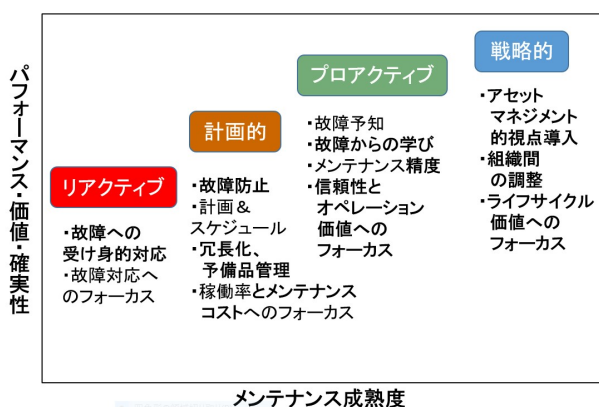 パフォーマンス・価値・確実性
リアクティブ
・故障への
受け身的対応
・故障対応へ
のフォーカス
計画的
・故障防止
・計画＆
スケジュール
・冗長化、
予備品管理
・稼働率とメンテナンス
コストへのフォーカス
プロアクティブ
・故障予知
・故障からの学び
・メンテナンス精度
・信頼性と
オペレーション
価値への
フォーカス
戦略的
・アセット
マネジメント
的視点導入
・組織間
の調整
・ライフサイクル
価値への
フォーカス
メンテナンス成熟度